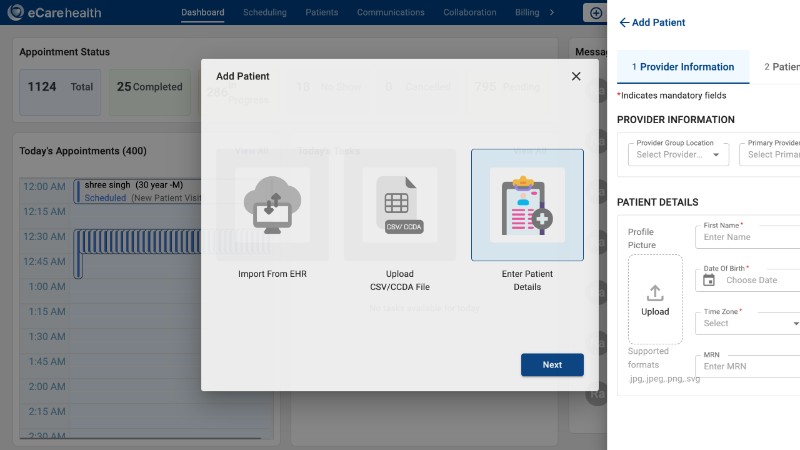 eCarehealth
Dashboard
Scheduling
Patients
Communications
Collaboration
Billing
Appointment Status
1124 Total
25 Completed
Today's Appointments (400)
12:00 AM
shree singh (30 year -M)
Scheduled (New Patient Visit
12:15 AM
12:30 AM
12:45 AM
1:00 AM
1:15 AM
1:30 AM
1:45 AM
2:00 AM
2:15 AM
2:30 AM
Add Patient
Import From EHR
CSV/ CCDA
Upload
CSV/CCDA File
Enter Patient
Details
Next
Add Patient
1 Provider Information
2 Patien
*Indicates mandatory fields
PROVIDER INFORMATION
Provider Group Location
Select Provider...
Primary Provider
Select Primar
PATIENT DETAILS
Profile
Picture
Upload
Supported
formats
.jpg,.jpeg,.png,.svg
First Name *
Enter Name
Date Of Birth *
Choose Date
Time Zone *
Select
MRN
Enter MRN